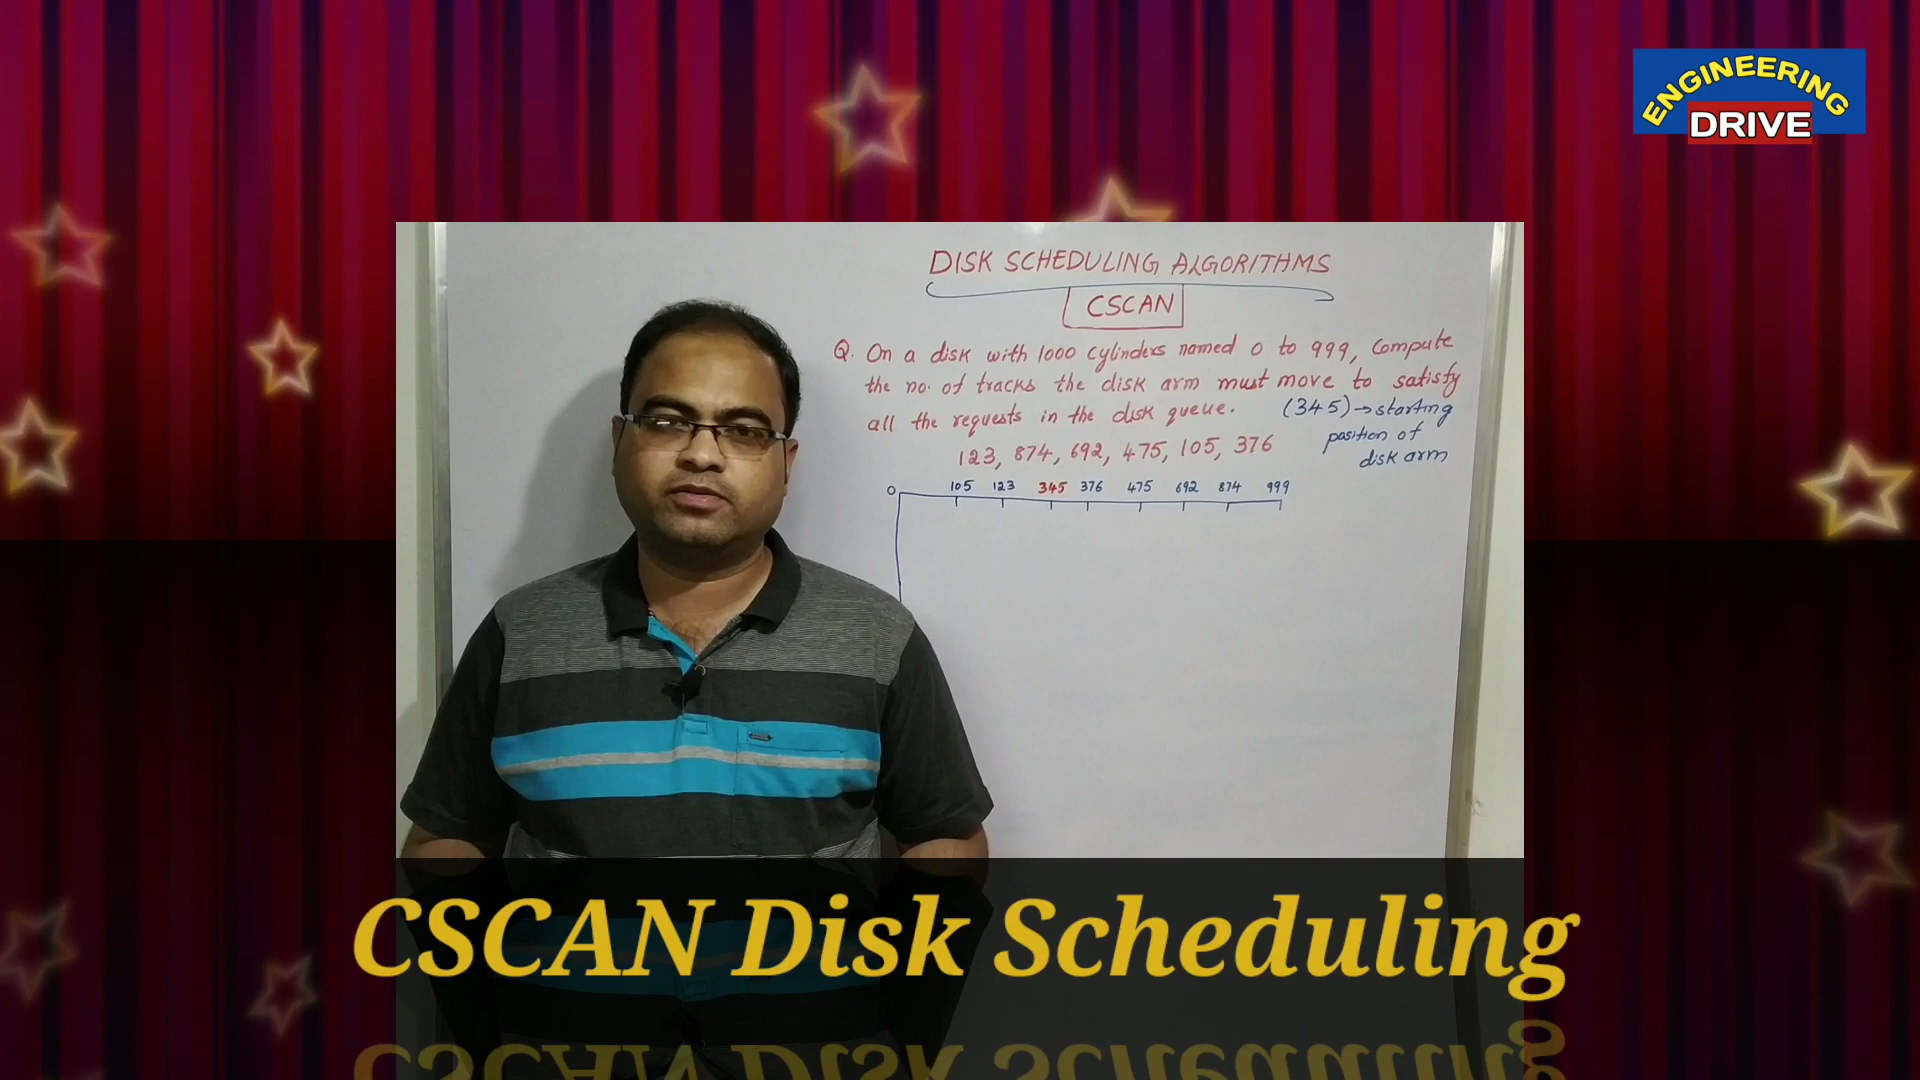 ENGINEERING
DRIVE
DISK SCHEDULING ALGORITHMS
CSCAN
Q. On a disk with 1000 cylinders named 0 to 999, Compute
the no. of tracks the disk arm must move to satisfy
all the requests in the disk queue. (345)→starting
position of
disk arm
123, 874, 692, 475, 105, 376
0 105 123 345 376 475 692 874 999
CSCAN Disk Scheduling